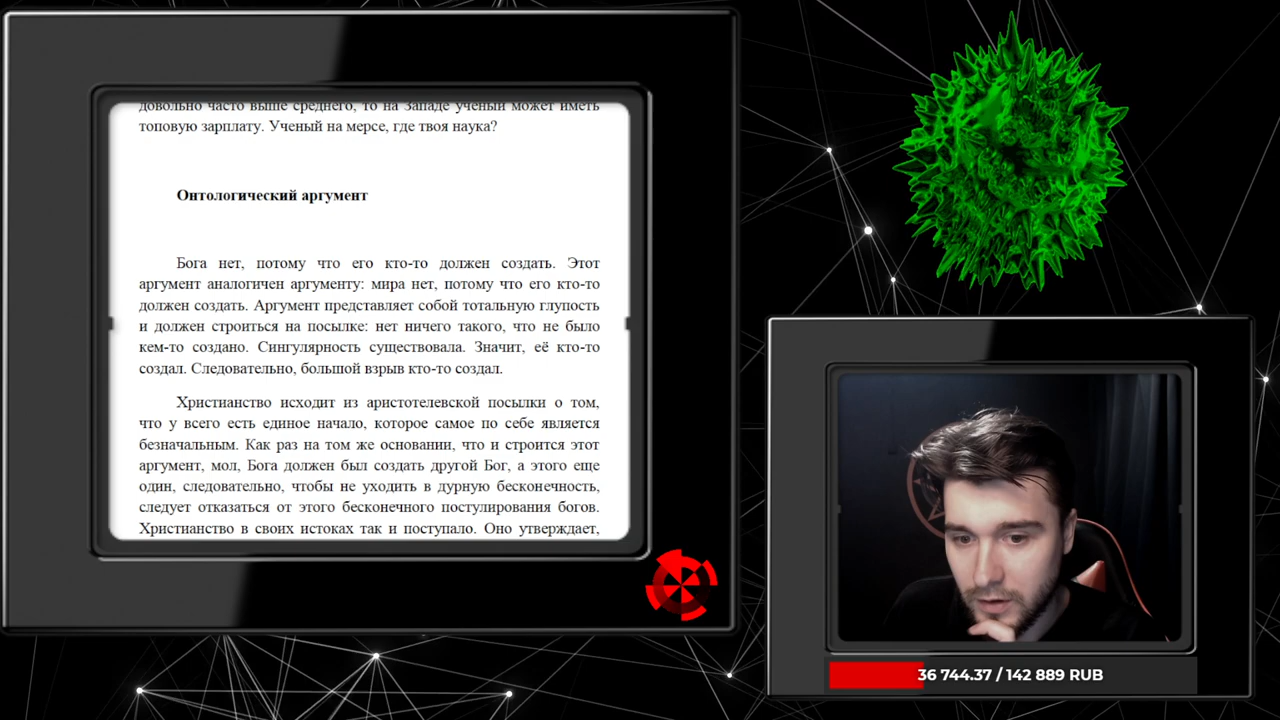 довольно часто выше среднего, то на Западе ученый может иметь
топовую зарплату. Ученый на мерсе, где твоя наука?
Онтологический аргумент
Бога нет, потому что его кто-то должен создать. Этот
аргумент аналогичен аргументу: мира нет, потому что его кто-то
должен создать. Аргумент представляет собой тотальную глупость
и должен строиться на посылке: нет ничего такого, что не было
кем-то создано. Сингулярность существовала. Значит, её кто-то
создал. Следовательно, большой взрыв кто-то создал.
Христианство исходит из аристотелевской посылки о том,
что у всего есть единое начало, которое самое по себе является
безначальным. Как раз на том же основании, что и строится этот
аргумент, мол, Бога должен был создать другой Бог, а этого еще
один, следовательно, чтобы не уходить в дурную бесконечность,
следует отказаться от этого бесконечного постулирования богов.
Христианство в своих истоках так и поступало. Оно утверждает,
36 744.37 / 142 889 RUB